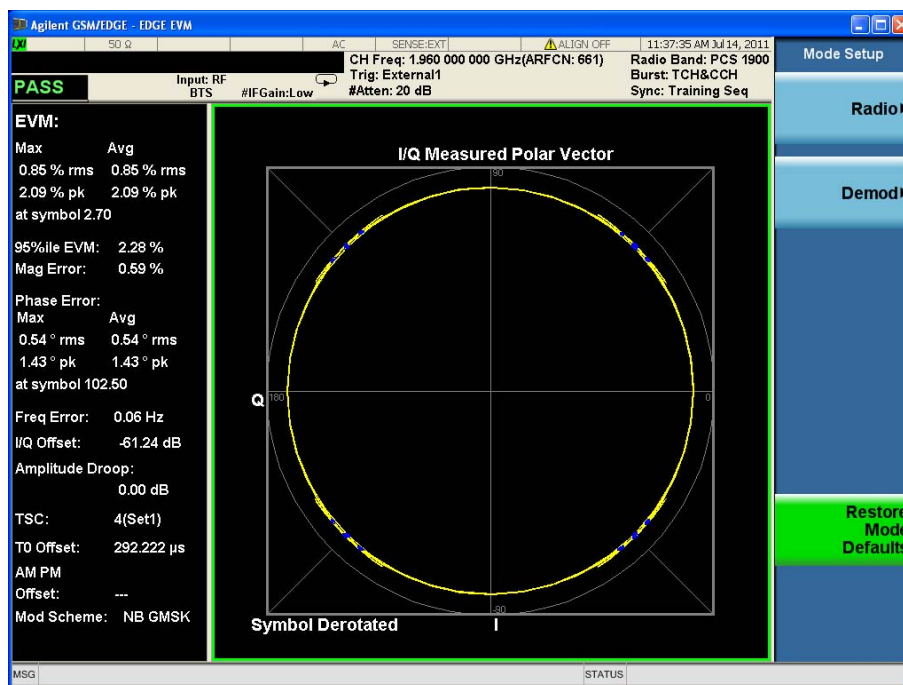 Agilent GSM/EDGE - EDGE EVM
LXI 50 Ω AC SENSE:EXT ALIGN OFF 11:37:35 AM Jul 14, 2011
CH Freq: 1.960 000 000 GHz(ARFCN: 661) Radio Band: PCS 1900
Input: RF Trig: External1 Burst: TCH&CCH
PASS BTS #IFGain:Low #Atten: 20 dB Sync: Training Seq
EVM:
Max Avg
0.85 % rms 0.85 % rms
2.09 % pk 2.09 % pk
at symbol 2.70
95%ile EVM: 2.28 %
Mag Error: 0.59 %
Phase Error:
Max Avg
0.54 ° rms 0.54 ° rms
1.43 ° pk 1.43 ° pk
at symbol 102.50
Freq Error: 0.06 Hz
I/Q Offset: -61.24 dB
Amplitude Droop:
0.00 dB
TSC: 4(Set1)
T0 Offset: 292.222 µs
AM PM
Offset: ---
Mod Scheme: NB GMSK
I/Q Measured Polar Vector
90
Q 180 0
-90
Symbol Derotated I
Mode Setup
Radio
Demod
Restore
Mode
Defaults
MSG STATUS